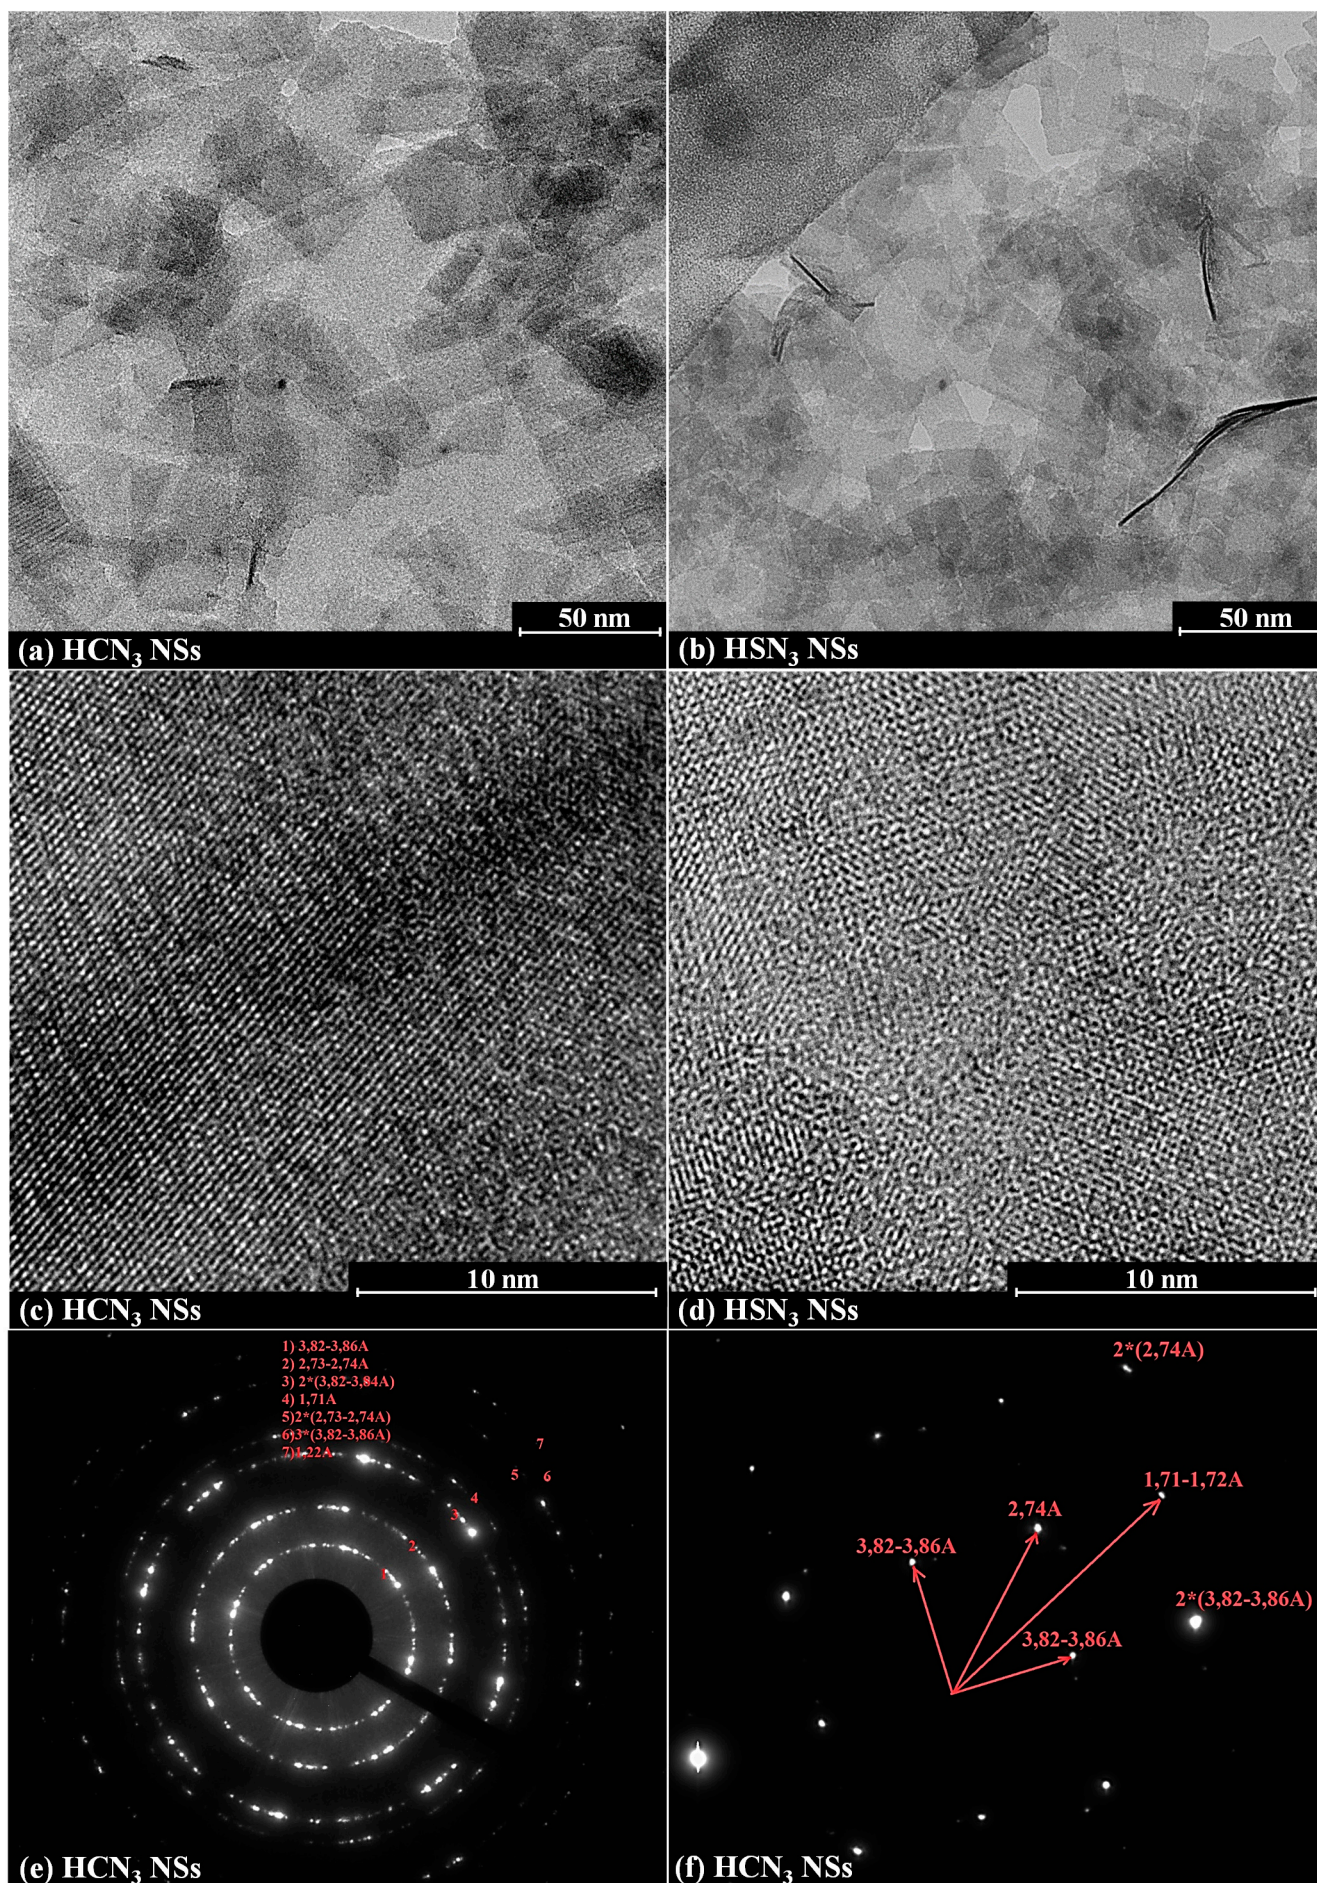 50 nm
(a) HCN₃ NSs
50 nm
(b) HSN₃ NSs
10 nm
(c) HCN₃ NSs
10 nm
(d) HSN₃ NSs
1) 3,82-3,86A
2) 2,73-2,74A
3) 2*(3,82-3,84A)
4) 1,71A
5)2*(2,73-2,74A)
6)3*(3,82-3,86A)
7)1,22A
7
5
6
4
3
2
1
(e) HCN₃ NSs
2*(2,74A)
1,71-1,72A
2,74A
3,82-3,86A
2*(3,82-3,86A)
3,82-3,86A
(f) HCN₃ NSs